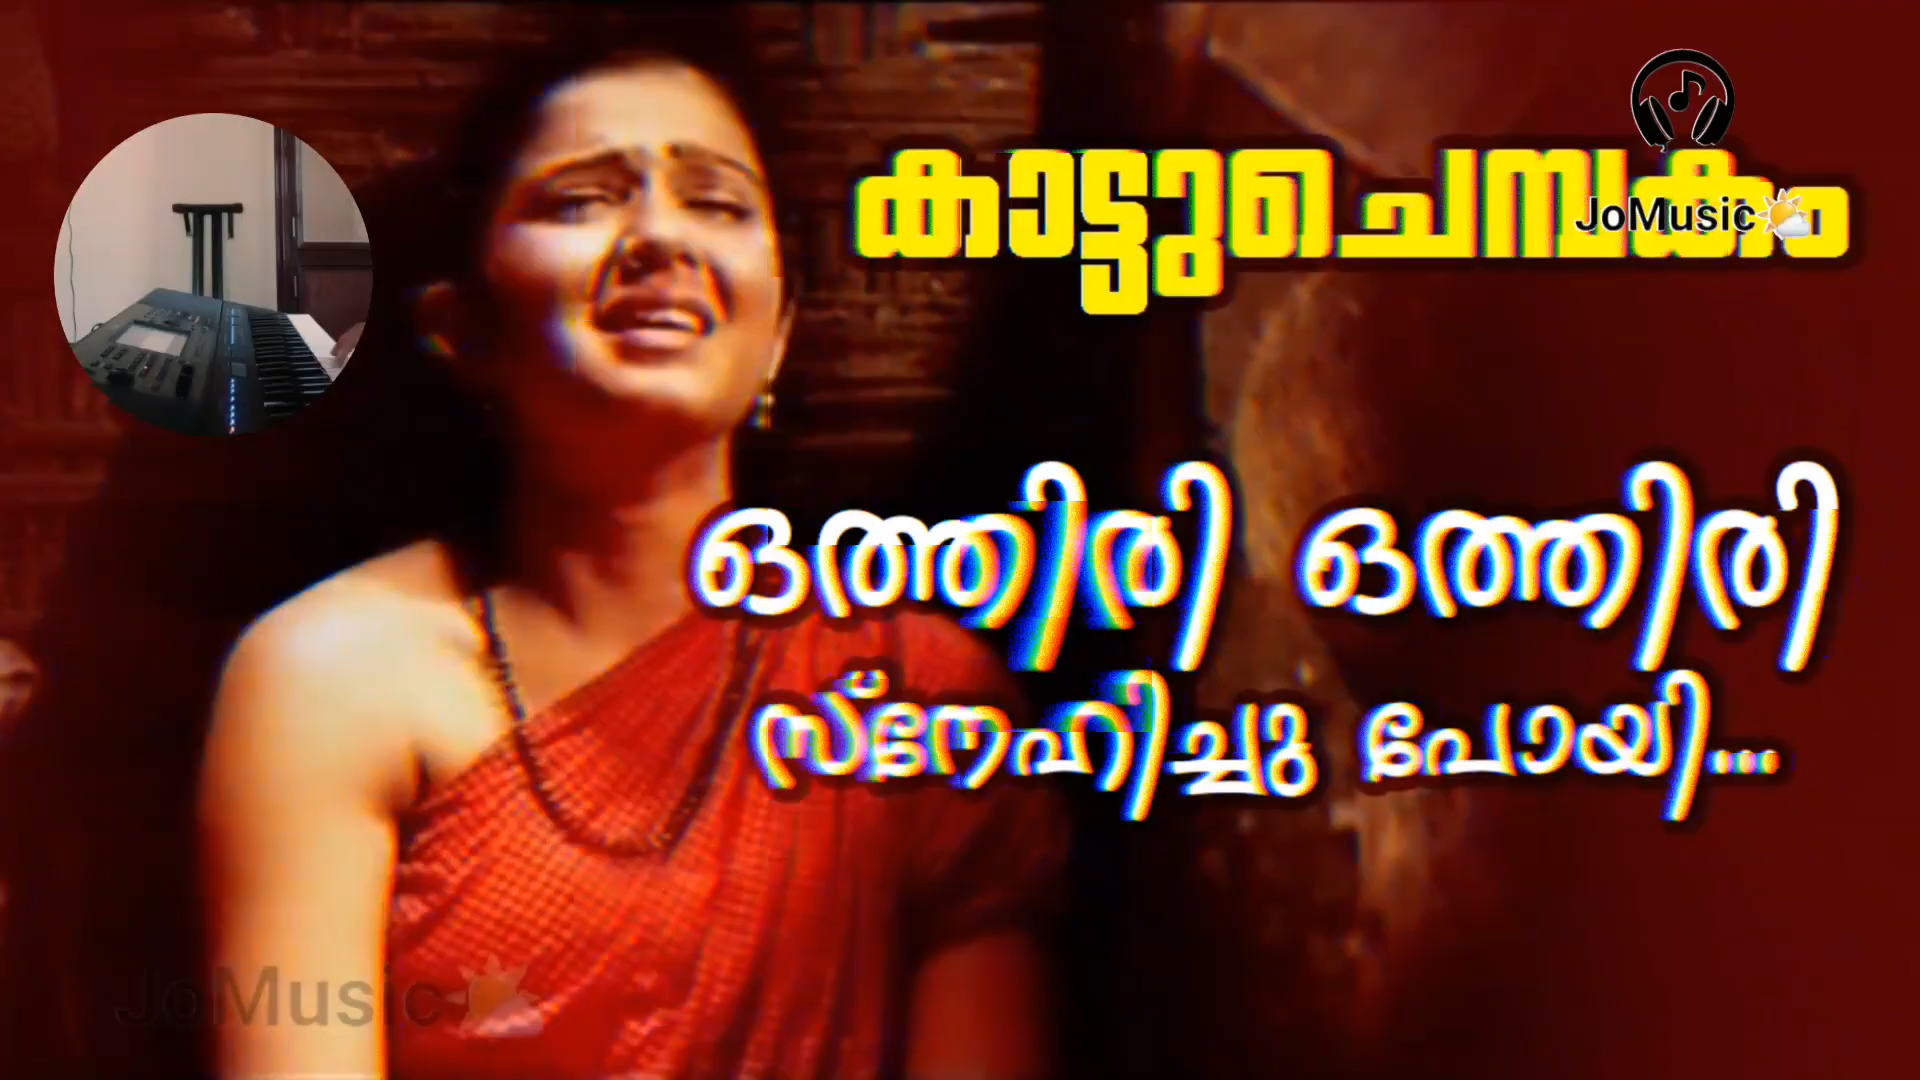 കാട്ടുചെമ്പകം
JoMusic
ഒത്തിരി ഒത്തിരി
സ്നേഹിച്ചു പോയി...
JoMusic